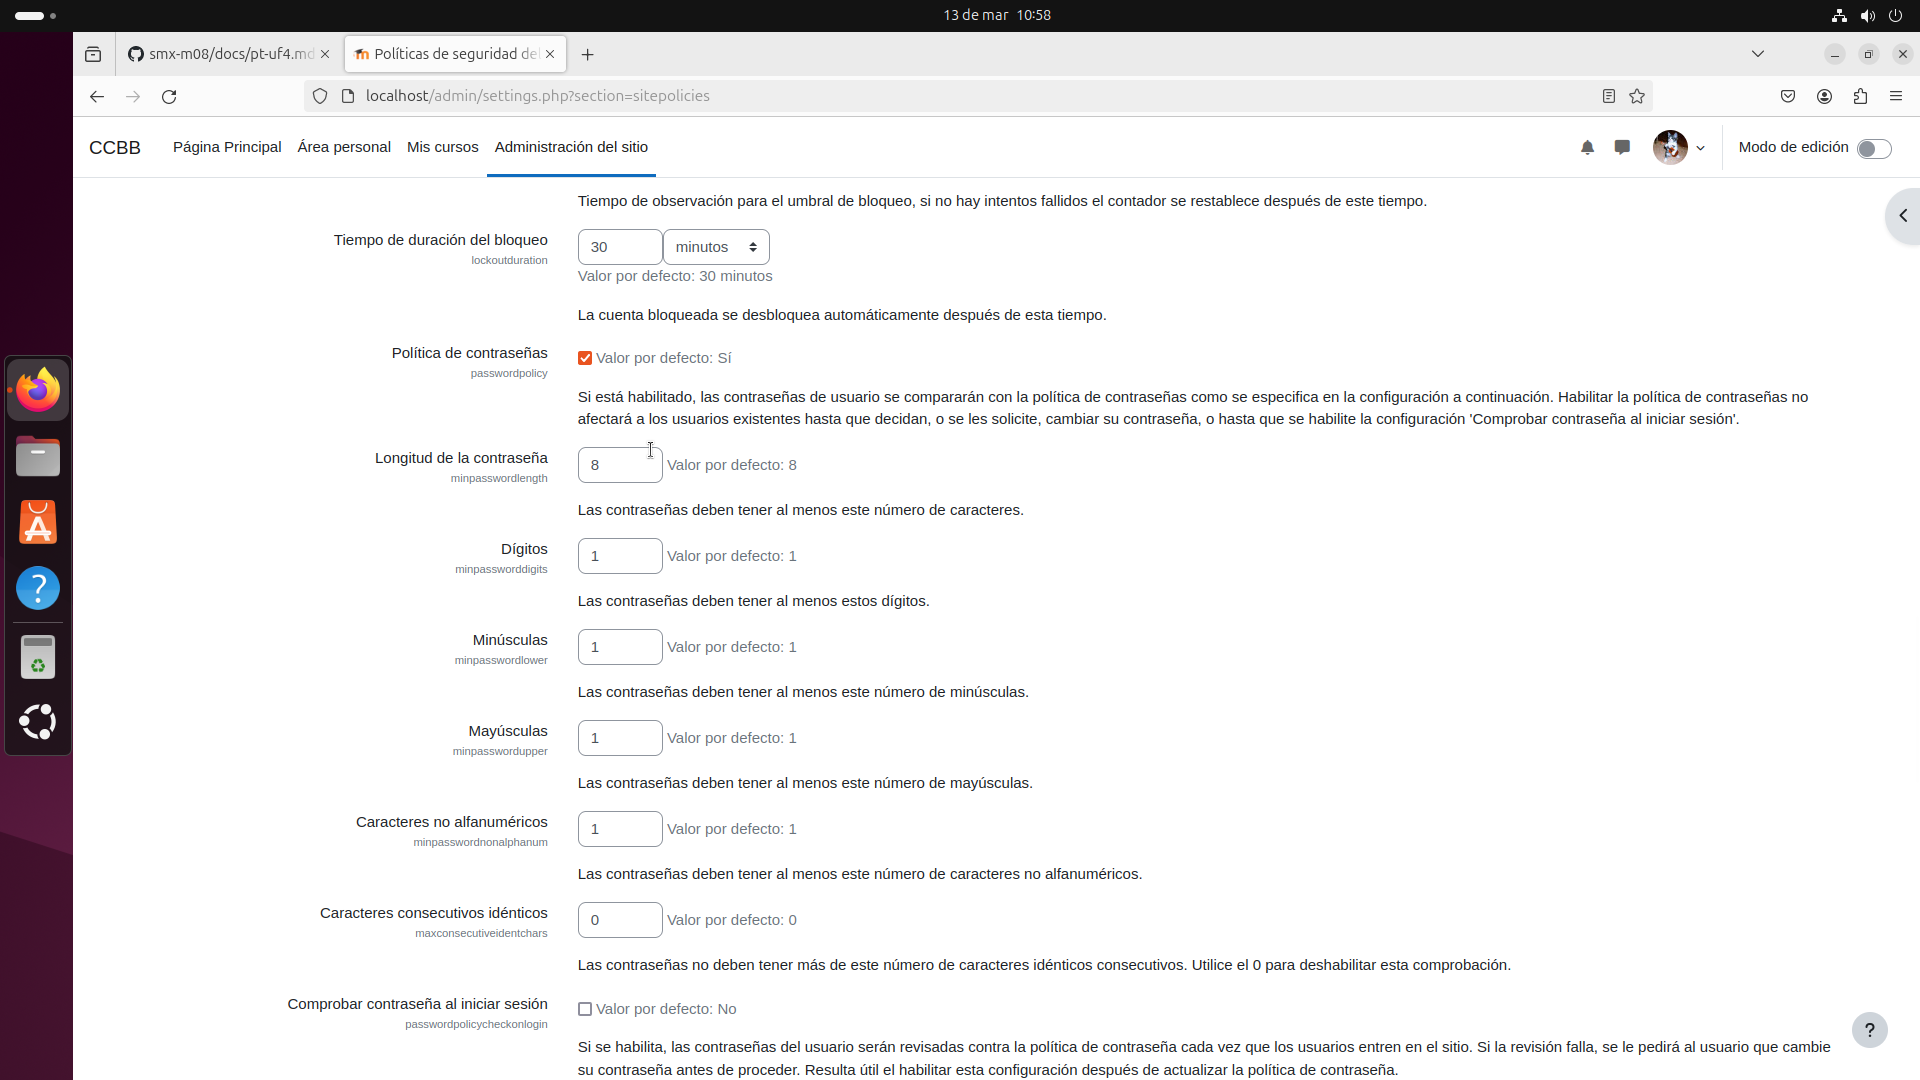 13 de mar 10:58
smx-m08/docs/pt-uf4.md
Políticas de seguridad del
localhost/admin/settings.php?section=sitepolicies
CCBB
Página Principal
Área personal
Mis cursos
Administración del sitio
Modo de edición
Tiempo de observación para el umbral de bloqueo, si no hay intentos fallidos el contador se restablece después de este tiempo.
Tiempo de duración del bloqueo
lockoutduration
30
minutos
Valor por defecto: 30 minutos
La cuenta bloqueada se desbloquea automáticamente después de esta tiempo.
Política de contraseñas
passwordpolicy
Valor por defecto: Sí
Si está habilitado, las contraseñas de usuario se compararán con la política de contraseñas como se especifica en la configuración a continuación. Habilitar la política de contraseñas no
afectará a los usuarios existentes hasta que decidan, o se les solicite, cambiar su contraseña, o hasta que se habilite la configuración 'Comprobar contraseña al iniciar sesión'.
Longitud de la contraseña
minpasswordlength
8
Valor por defecto: 8
Las contraseñas deben tener al menos este número de caracteres.
Dígitos
minpassworddigits
1
Valor por defecto: 1
Las contraseñas deben tener al menos estos dígitos.
Minúsculas
minpasswordlower
1
Valor por defecto: 1
Las contraseñas deben tener al menos este número de minúsculas.
Mayúsculas
minpasswordupper
1
Valor por defecto: 1
Las contraseñas deben tener al menos este número de mayúsculas.
Caracteres no alfanuméricos
minpasswordnonalphanum
1
Valor por defecto: 1
Las contraseñas deben tener al menos este número de caracteres no alfanuméricos.
Caracteres consecutivos idénticos
maxconsecutiveidentchars
0
Valor por defecto: 0
Las contraseñas no deben tener más de este número de caracteres idénticos consecutivos. Utilice el 0 para deshabilitar esta comprobación.
Comprobar contraseña al iniciar sesión
passwordpolicycheckonlogin
Valor por defecto: No
Si se habilita, las contraseñas del usuario serán revisadas contra la política de contraseña cada vez que los usuarios entren en el sitio. Si la revisión falla, se le pedirá al usuario que cambie
su contraseña antes de proceder. Resulta útil el habilitar esta configuración después de actualizar la política de contraseña.
?